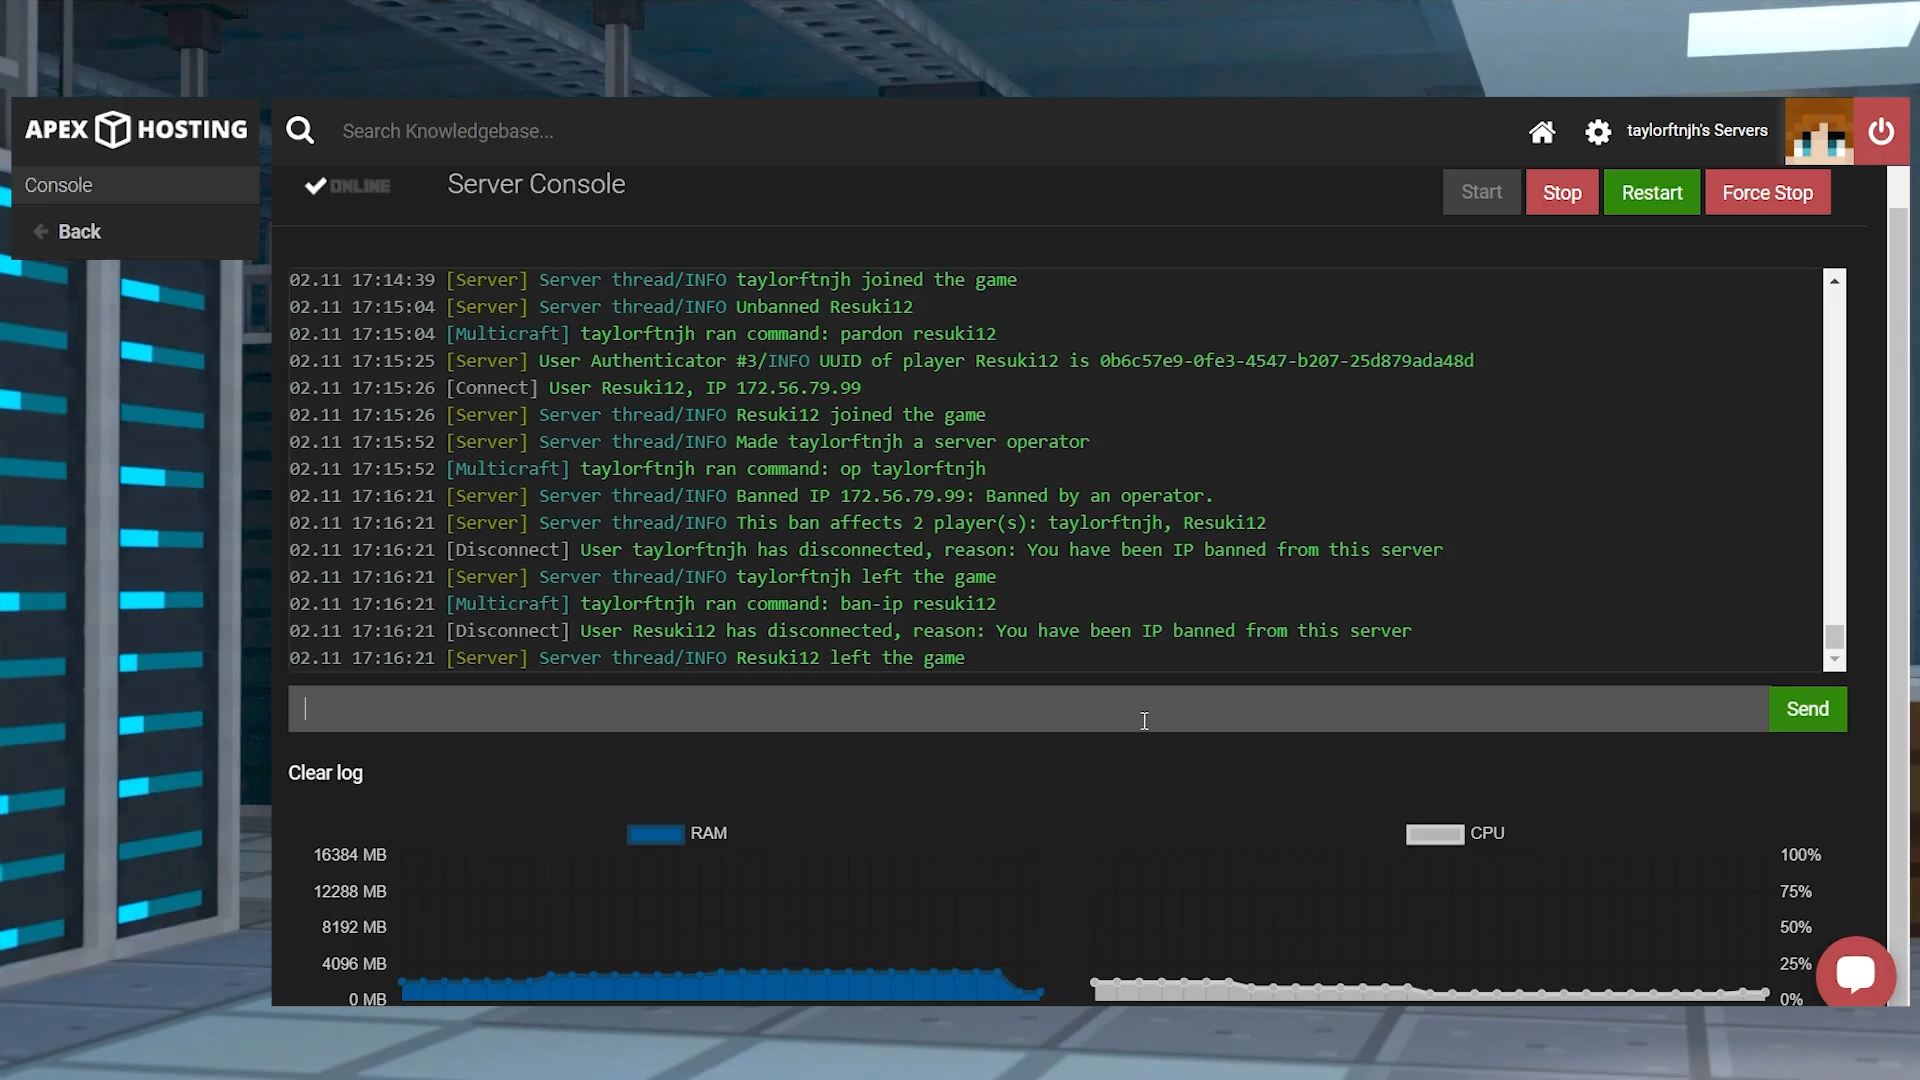 APEX HOSTING
Search Knowledgebase...
taylorftnjh's Servers
Console
Back
ONLINE
Server Console
Start
Stop
Restart
Force Stop
02.11 17:14:39 [Server] Server thread/INFO taylorftnjh joined the game
02.11 17:15:04 [Server] Server thread/INFO Unbanned Resuki12
02.11 17:15:04 [Multicraft] taylorftnjh ran command: pardon resuki12
02.11 17:15:25 [Server] User Authenticator #3/INFO UUID of player Resuki12 is 0b6c57e9-0fe3-4547-b207-25d879ada48d
02.11 17:15:26 [Connect] User Resuki12, IP 172.56.79.99
02.11 17:15:26 [Server] Server thread/INFO Resuki12 joined the game
02.11 17:15:52 [Server] Server thread/INFO Made taylorftnjh a server operator
02.11 17:15:52 [Multicraft] taylorftnjh ran command: op taylorftnjh
02.11 17:16:21 [Server] Server thread/INFO Banned IP 172.56.79.99: Banned by an operator.
02.11 17:16:21 [Server] Server thread/INFO This ban affects 2 player(s): taylorftnjh, Resuki12
02.11 17:16:21 [Disconnect] User taylorftnjh has disconnected, reason: You have been IP banned from this server
02.11 17:16:21 [Server] Server thread/INFO taylorftnjh left the game
02.11 17:16:21 [Multicraft] taylorftnjh ran command: ban-ip resuki12
02.11 17:16:21 [Disconnect] User Resuki12 has disconnected, reason: You have been IP banned from this server
02.11 17:16:21 [Server] Server thread/INFO Resuki12 left the game
Send
Clear log
RAM
16384 MB
12288 MB
8192 MB
4096 MB
0 MB
CPU
100%
75%
50%
25%
0%